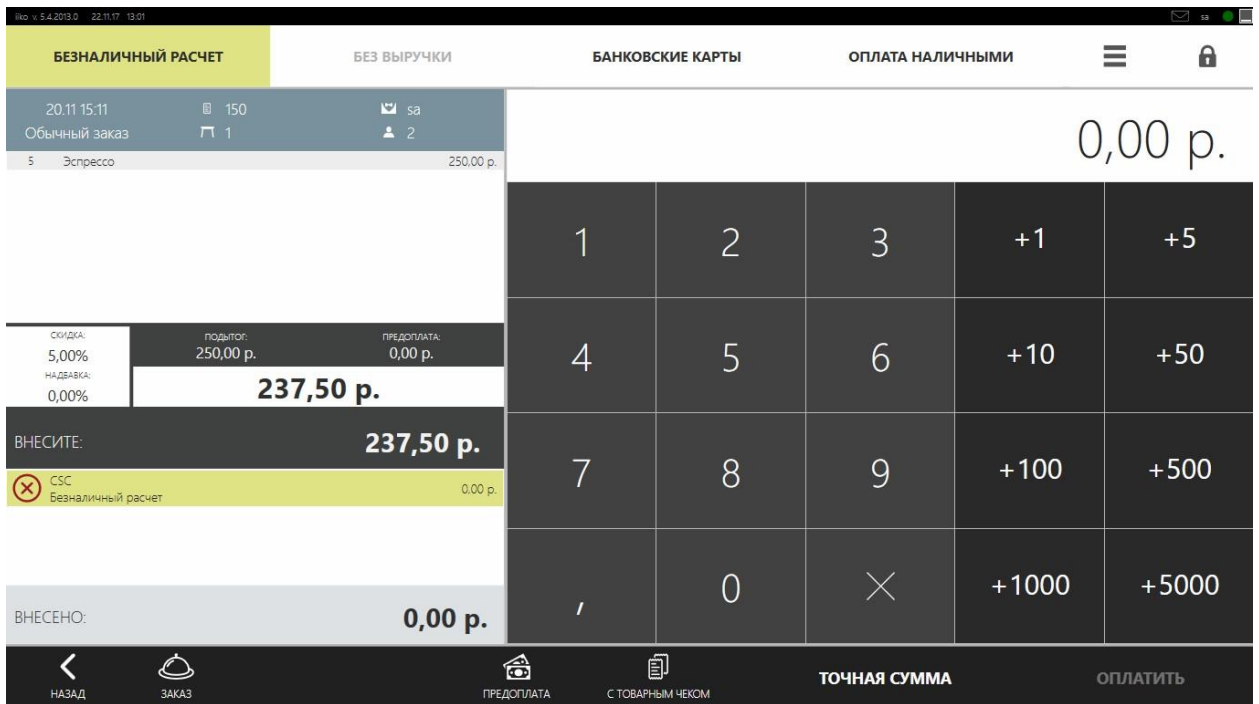 iiko v. 5.4.2013.0 22.11.17 13:01 sa
БЕЗНАЛИЧНЫЙ РАСЧЕТ БЕЗ ВЫРУЧКИ БАНКОВСКИЕ КАРТЫ ОПЛАТА НАЛИЧНЫМИ
20.11 15:11 150 sa
Обычный заказ 1 2
5 Эспрессо 250,00 р.
0,00 р.
1 2 3 +1 +5
СКИДКА: ПОДЫТОГ: ПРЕДОПЛАТА:
5,00% 250,00 р. 0,00 р.
НАДБАВКА:
0,00% 237,50 р.
4 5 6 +10 +50
ВНЕСИТЕ: 237,50 р.
CSC
Безналичный расчет 0,00 р.
7 8 9 +100 +500
, 0 +1000 +5000
ВНЕСЕНО: 0,00 р.
НАЗАД ЗАКАЗ ПРЕДОПЛАТА С ТОВАРНЫМ ЧЕКОМ ТОЧНАЯ СУММА ОПЛАТИТЬ